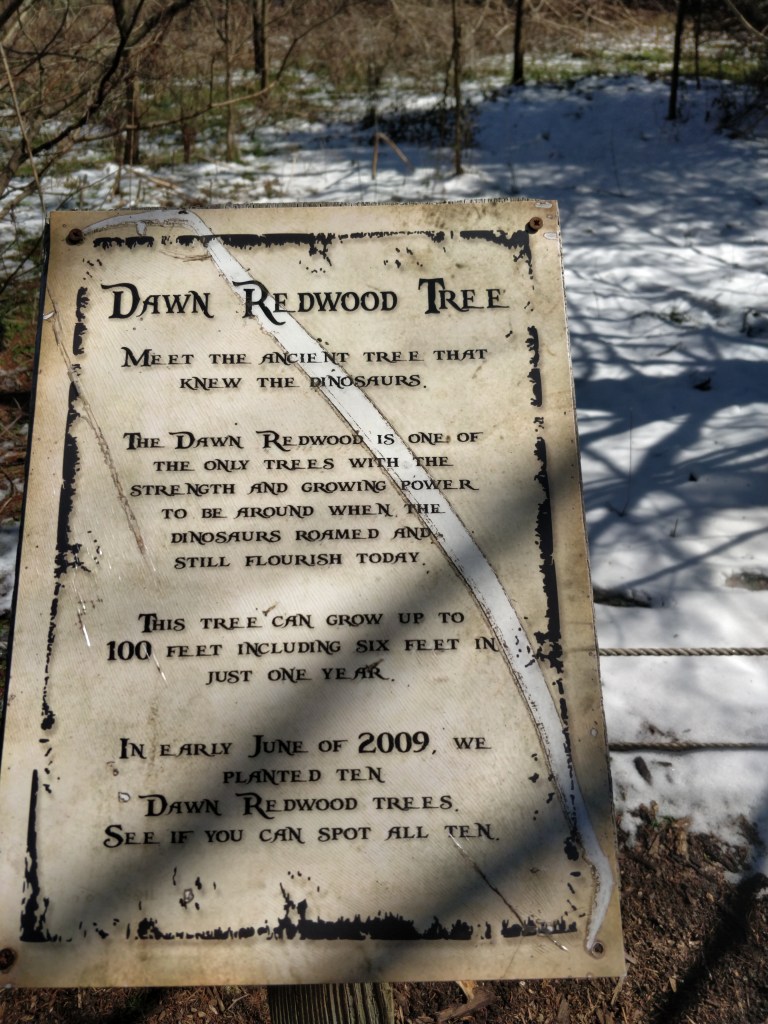 Dawn Redwood Tree
Meet the ancient tree that
knew the dinosaurs.
The Dawn Redwood is one of
the only trees with the
strength and growing power
to be around when the
dinosaurs roamed and
still flourish today.
This tree can grow up to
100 feet including six feet in
just one year.
In early June of 2009, we
planted ten
Dawn Redwood trees.
See if you can spot all ten.